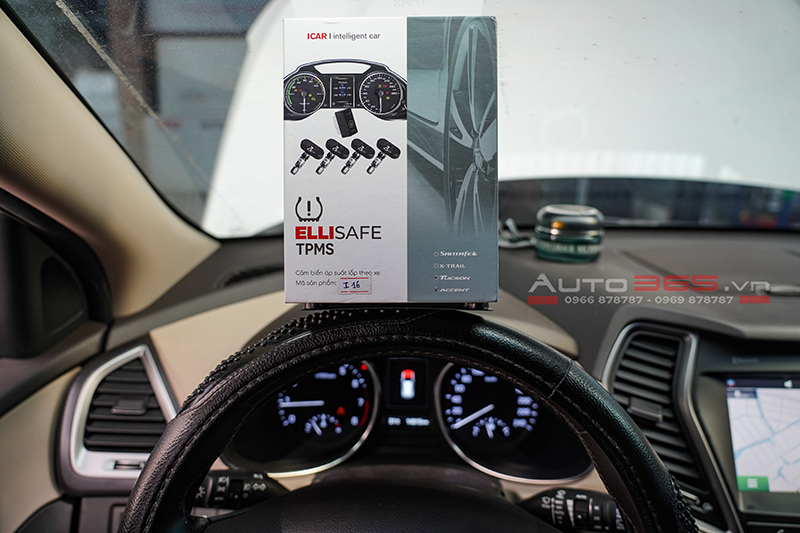 ICAR | intelligent car
ELLISAFE
TPMS
Cảm biến áp suất lốp theo xe
Mã sản phẩm: I 16
SANTAFE
X-TRAIL
TUCSON
ACCENT
AUTO365.VN
0966 878787 - 0969 878787